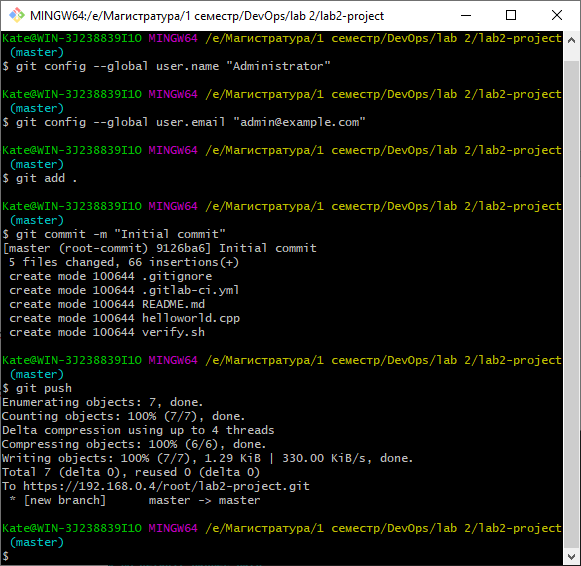 MINGW64:/e/Магистратура/1 семестр/DevOps/lab 2/lab2-project
Kate@WIN-3J238839I1O MINGW64 /e/Магистратура/1 семестр/DevOps/lab 2/lab2-project
(master)
$ git config --global user.name "Administrator"
Kate@WIN-3J238839I1O MINGW64 /e/Магистратура/1 семестр/DevOps/lab 2/lab2-project
(master)
$ git config --global user.email "admin@example.com"
Kate@WIN-3J238839I1O MINGW64 /e/Магистратура/1 семестр/DevOps/lab 2/lab2-project
(master)
$ git add .
Kate@WIN-3J238839I1O MINGW64 /e/Магистратура/1 семестр/DevOps/lab 2/lab2-project
(master)
$ git commit -m "Initial commit"
[master (root-commit) 9126ba6] Initial commit
5 files changed, 66 insertions(+)
create mode 100644 .gitignore
create mode 100644 .gitlab-ci.yml
create mode 100644 README.md
create mode 100644 helloworld.cpp
create mode 100644 verify.sh
Kate@WIN-3J238839I1O MINGW64 /e/Магистратура/1 семестр/DevOps/lab 2/lab2-project
(master)
$ git push
Enumerating objects: 7, done.
Counting objects: 100% (7/7), done.
Delta compression using up to 4 threads
Compressing objects: 100% (6/6), done.
Writing objects: 100% (7/7), 1.29 KiB | 330.00 KiB/s, done.
Total 7 (delta 0), reused 0 (delta 0)
To https://192.168.0.4/root/lab2-project.git
* [new branch]      master -> master
Kate@WIN-3J238839I1O MINGW64 /e/Магистратура/1 семестр/DevOps/lab 2/lab2-project
(master)
$